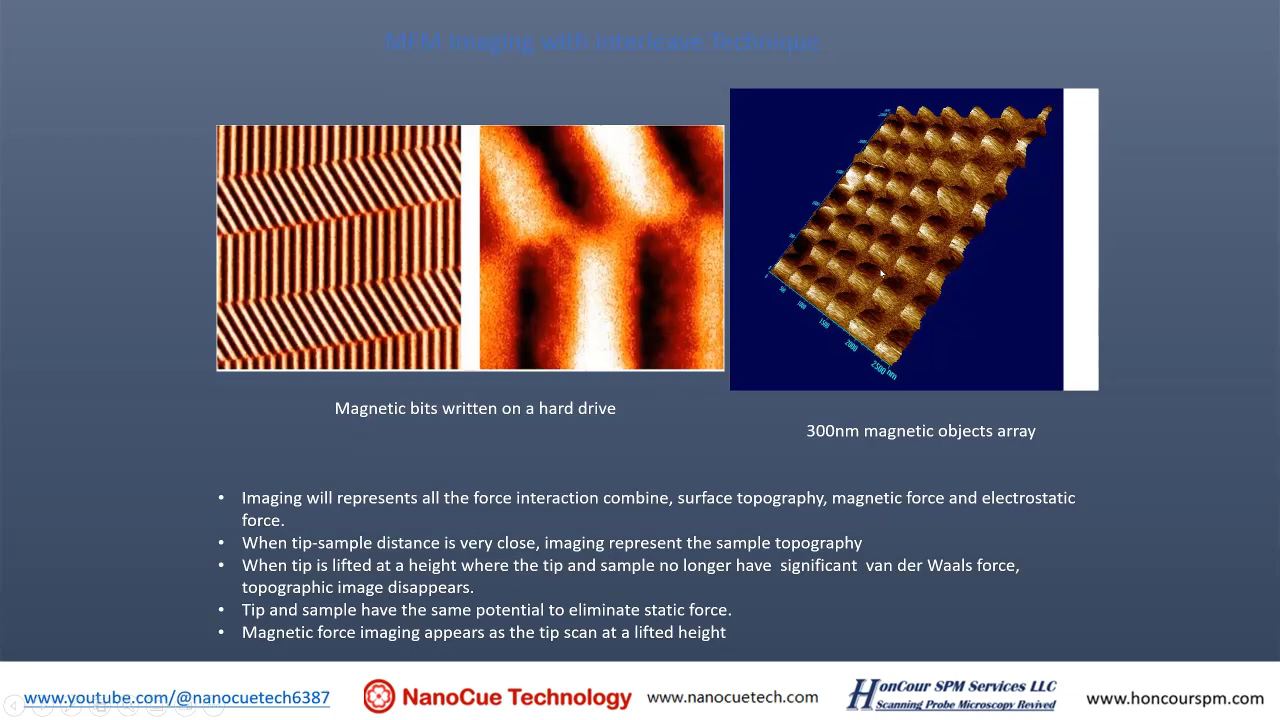 MFM Imaging with Interleave Technique
2500 nm
2000
1500
1000
Magnetic bits written on a hard drive
300nm magnetic objects array
• Imaging will represents all the force interaction combine, surface topography, magnetic force and electrostatic
force.
• When tip-sample distance is very close, imaging represent the sample topography
• When tip is lifted at a height where the tip and sample no longer have significant van der Waals force,
topographic image disappears.
• Tip and sample have the same potential to eliminate static force.
• Magnetic force imaging appears as the tip scan at a lifted height
www.youtube.com/@nanocuetech6387
NanoCue Technology
www.nanocuetech.com
HonCour SPM Services LLC
Scanning Probe Microscopy Revived
www.honcourspm.com